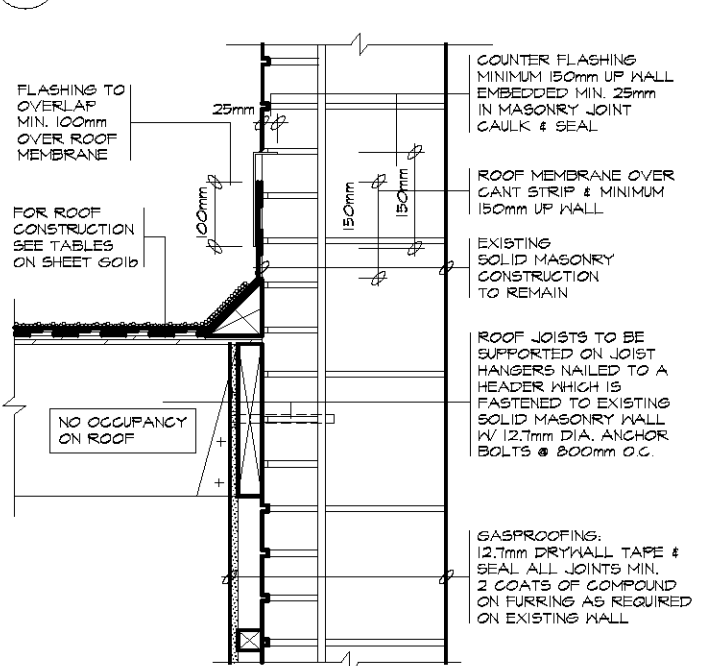 FLASHING TO
OVERLAP
MIN. 100mm
OVER ROOF
MEMBRANE
FOR ROOF
CONSTRUCTION
SEE TABLES
ON SHEET G016
NO OCCUPANCY
ON ROOF
25mm
100mm
150mm
150mm
COUNTER FLASHING
MINIMUM 150mm UP WALL
EMBEDDED MIN. 25mm
IN MASONRY JOINT
CAULK & SEAL
ROOF MEMBRANE OVER
CANT STRIP & MINIMUM
150mm UP WALL
EXISTING
SOLID MASONRY
CONSTRUCTION
TO REMAIN
ROOF JOISTS TO BE
SUPPORTED ON JOIST
HANGERS NAILED TO A
HEADER WHICH IS
FASTENED TO EXISTING
SOLID MASONRY WALL
W/ 12.7mm DIA. ANCHOR
BOLTS @ 800mm O.C.
GASPROOFING:
12.7mm DRYWALL TAPE &
SEAL ALL JOINTS MIN.
2 COATS OF COMPOUND
ON FURRING AS REQUIRED
ON EXISTING WALL